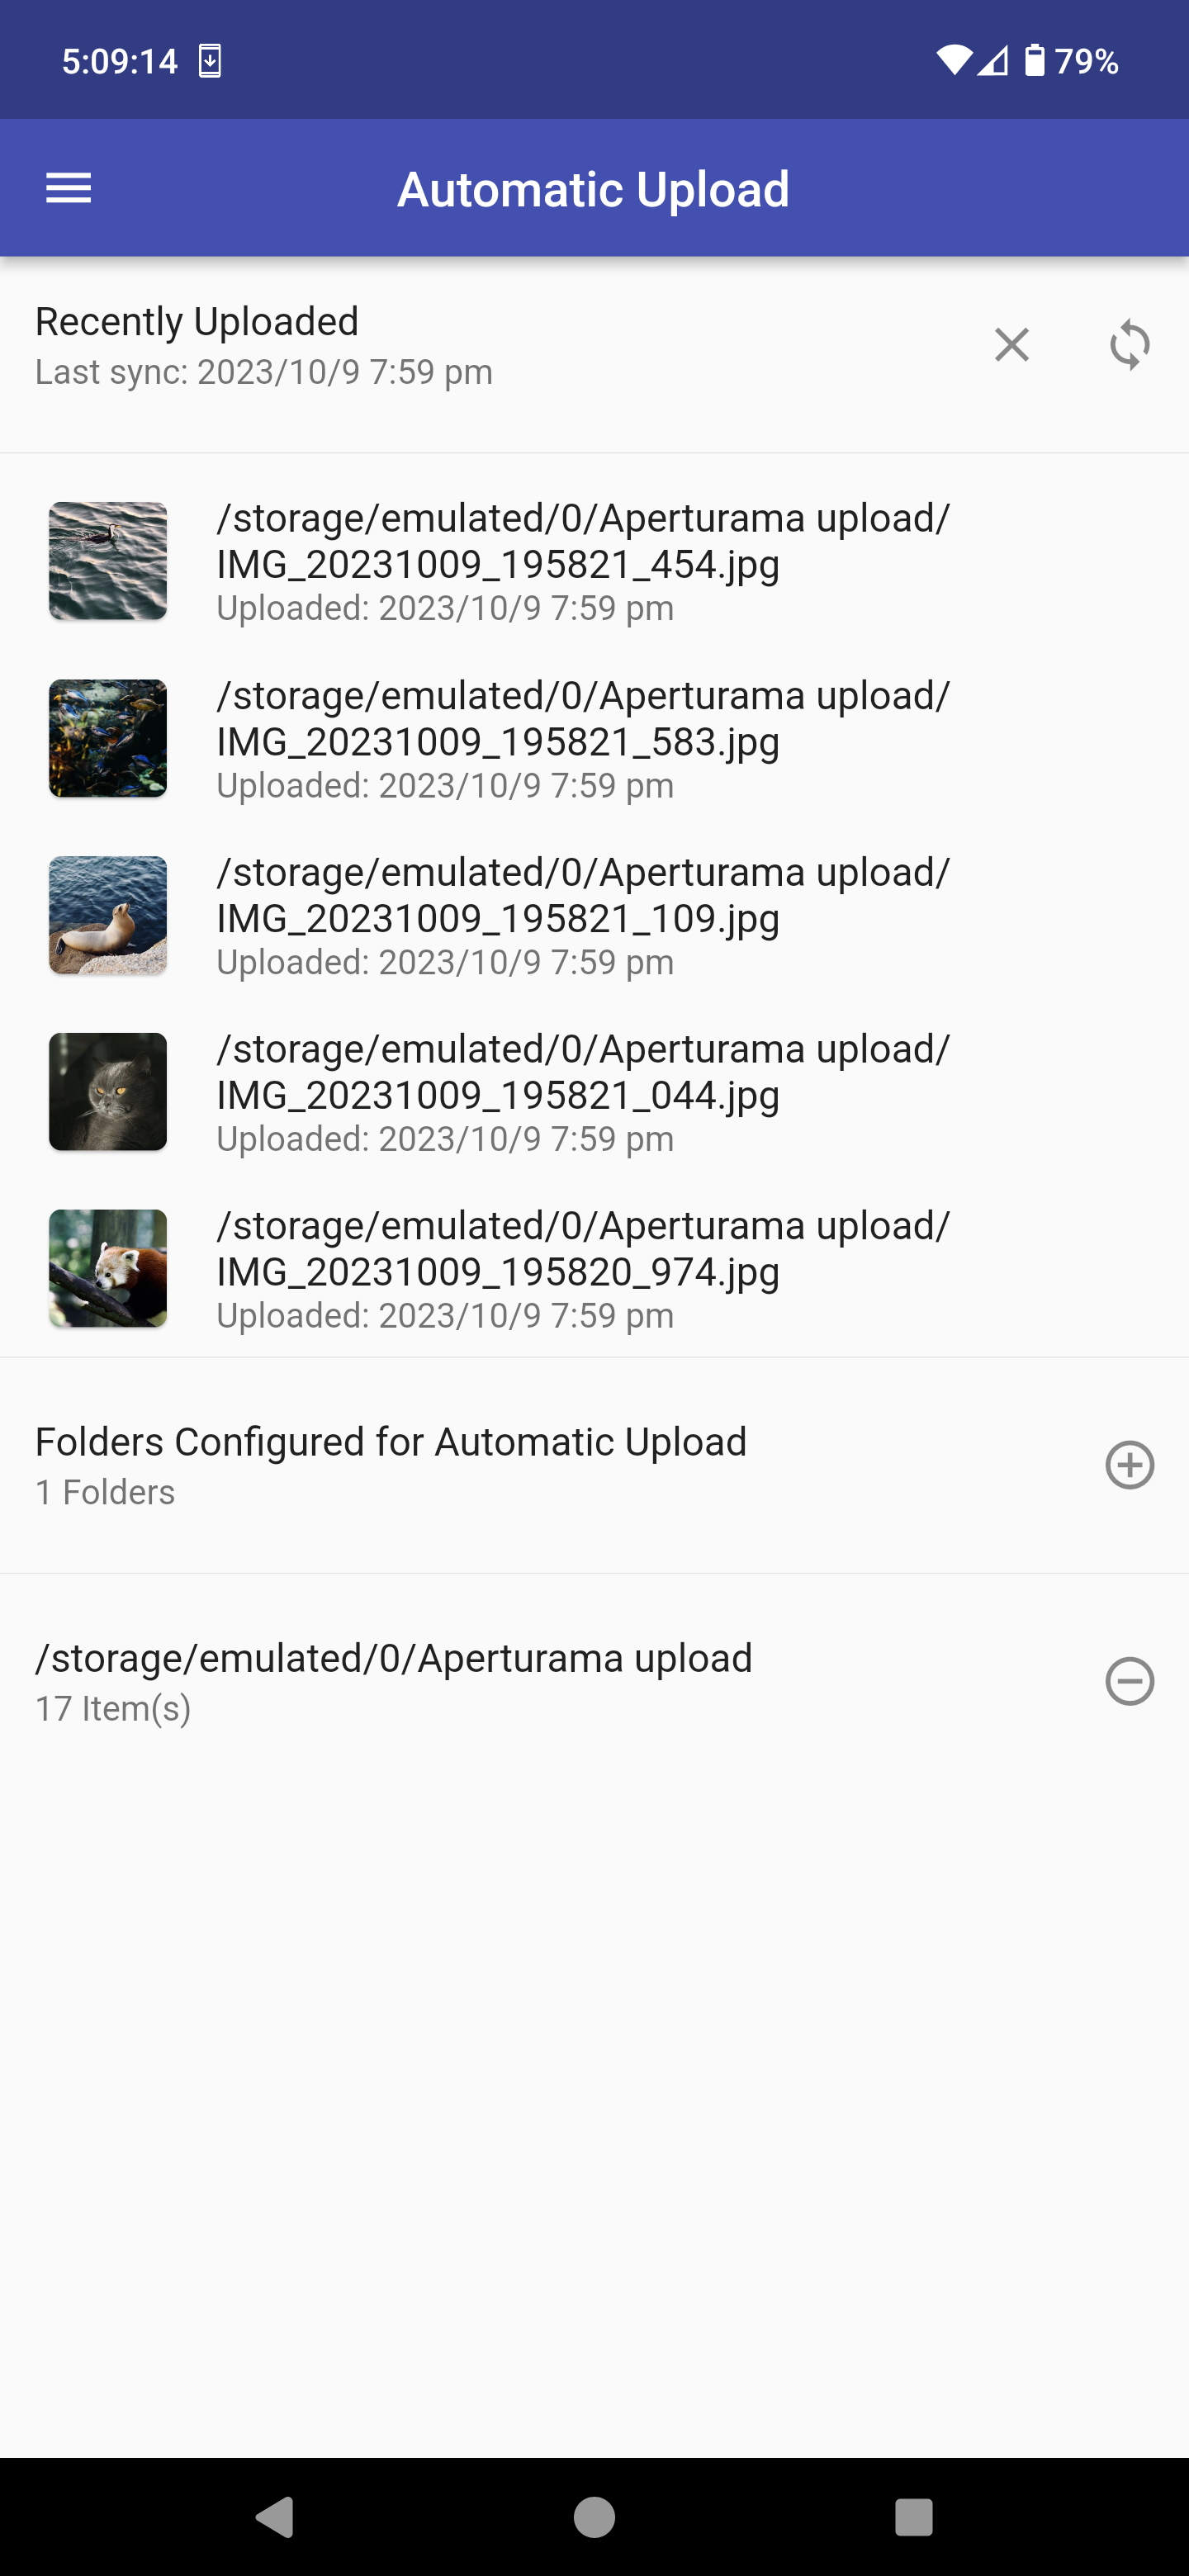 5:09:14
79%
Automatic Upload
Recently Uploaded
Last sync: 2023/10/9 7:59 pm
/storage/emulated/0/Aperturama upload/
IMG_20231009_195821_454.jpg
Uploaded: 2023/10/9 7:59 pm
/storage/emulated/0/Aperturama upload/
IMG_20231009_195821_583.jpg
Uploaded: 2023/10/9 7:59 pm
/storage/emulated/0/Aperturama upload/
IMG_20231009_195821_109.jpg
Uploaded: 2023/10/9 7:59 pm
/storage/emulated/0/Aperturama upload/
IMG_20231009_195821_044.jpg
Uploaded: 2023/10/9 7:59 pm
/storage/emulated/0/Aperturama upload/
IMG_20231009_195820_974.jpg
Uploaded: 2023/10/9 7:59 pm
Folders Configured for Automatic Upload
1 Folders
/storage/emulated/0/Aperturama upload
17 Item(s)